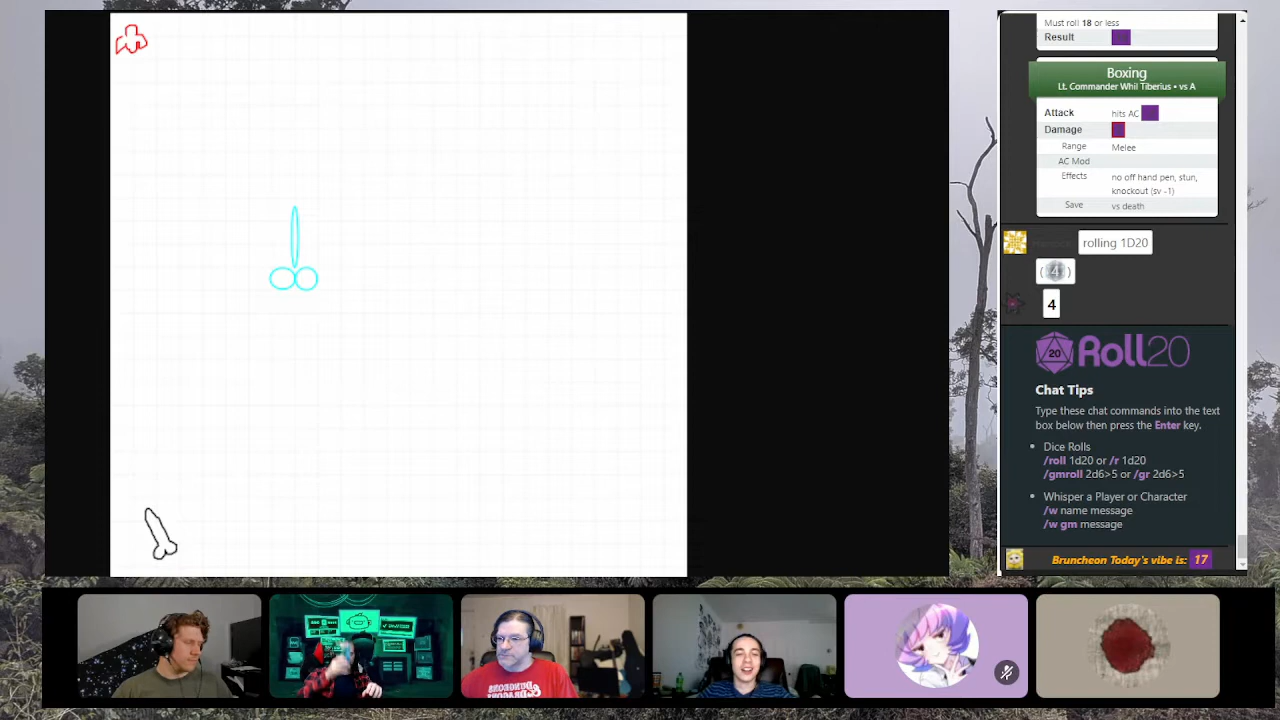 Must roll 18 or less
Result
Boxing
Lt. Commander Whil Tiberius • vs A
Attack hits AC
Damage
Range Melee
AC Mod
Effects no off hand pen, stun,
knockout (sv -1)
Save vs death
rolling 1D20
(4)
4
20 Roll20
Chat Tips
Type these chat commands into the text
box below then press the Enter key.
Dice Rolls
/roll 1d20 or /r 1d20
/gmroll 2d6>5 or /gr 2d6>5
Whisper a Player or Character
/w name message
/w gm message
Bruncheon Today's vibe is: 17